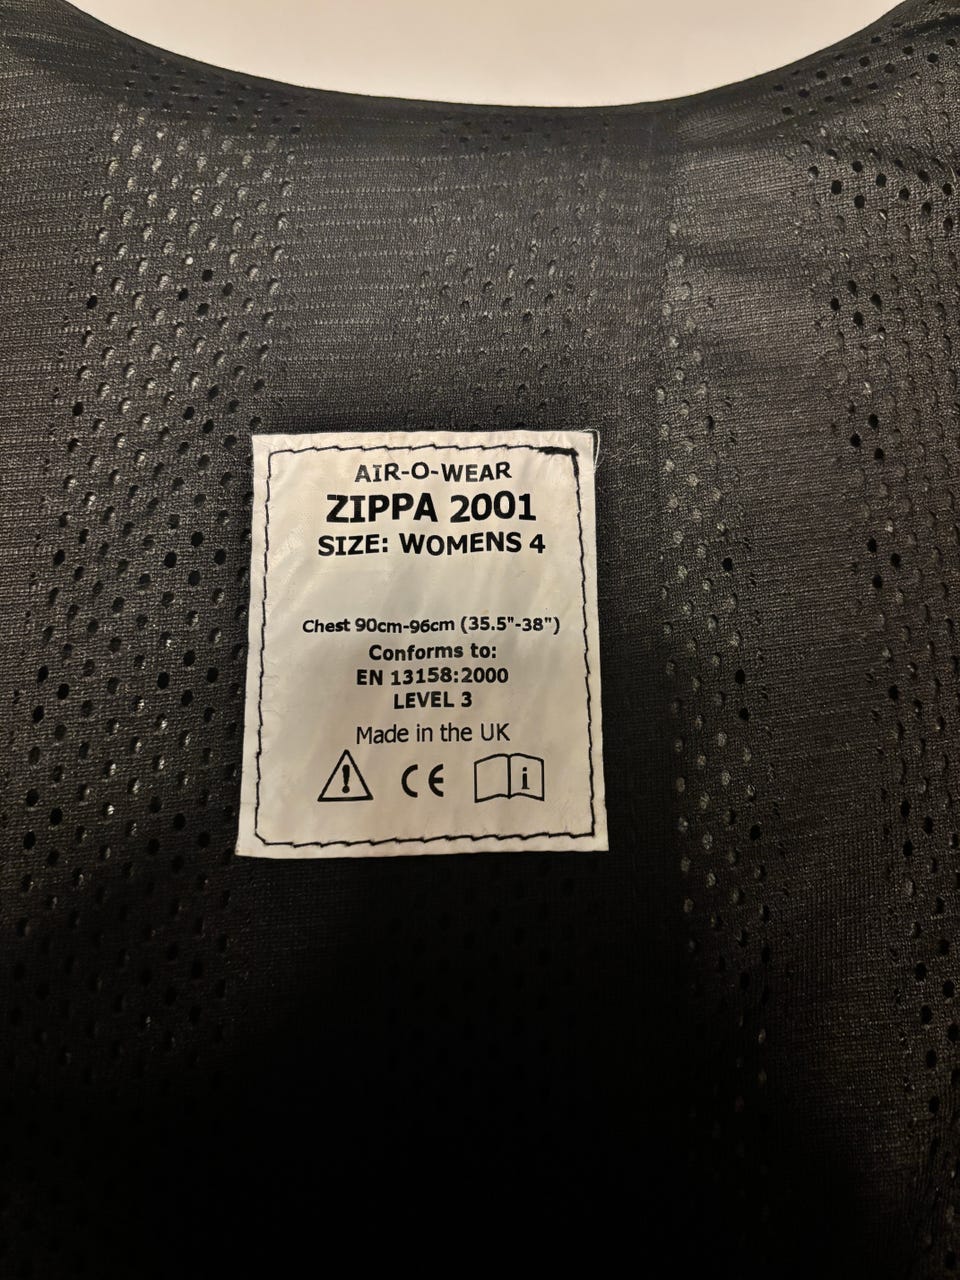 AIR-O-WEAR
ZIPPA 2001
SIZE: WOMENS 4
Chest 90cm-96cm (35.5"-38")
Conforms to:
EN 13158:2000
LEVEL 3
Made in the UK
! CE i